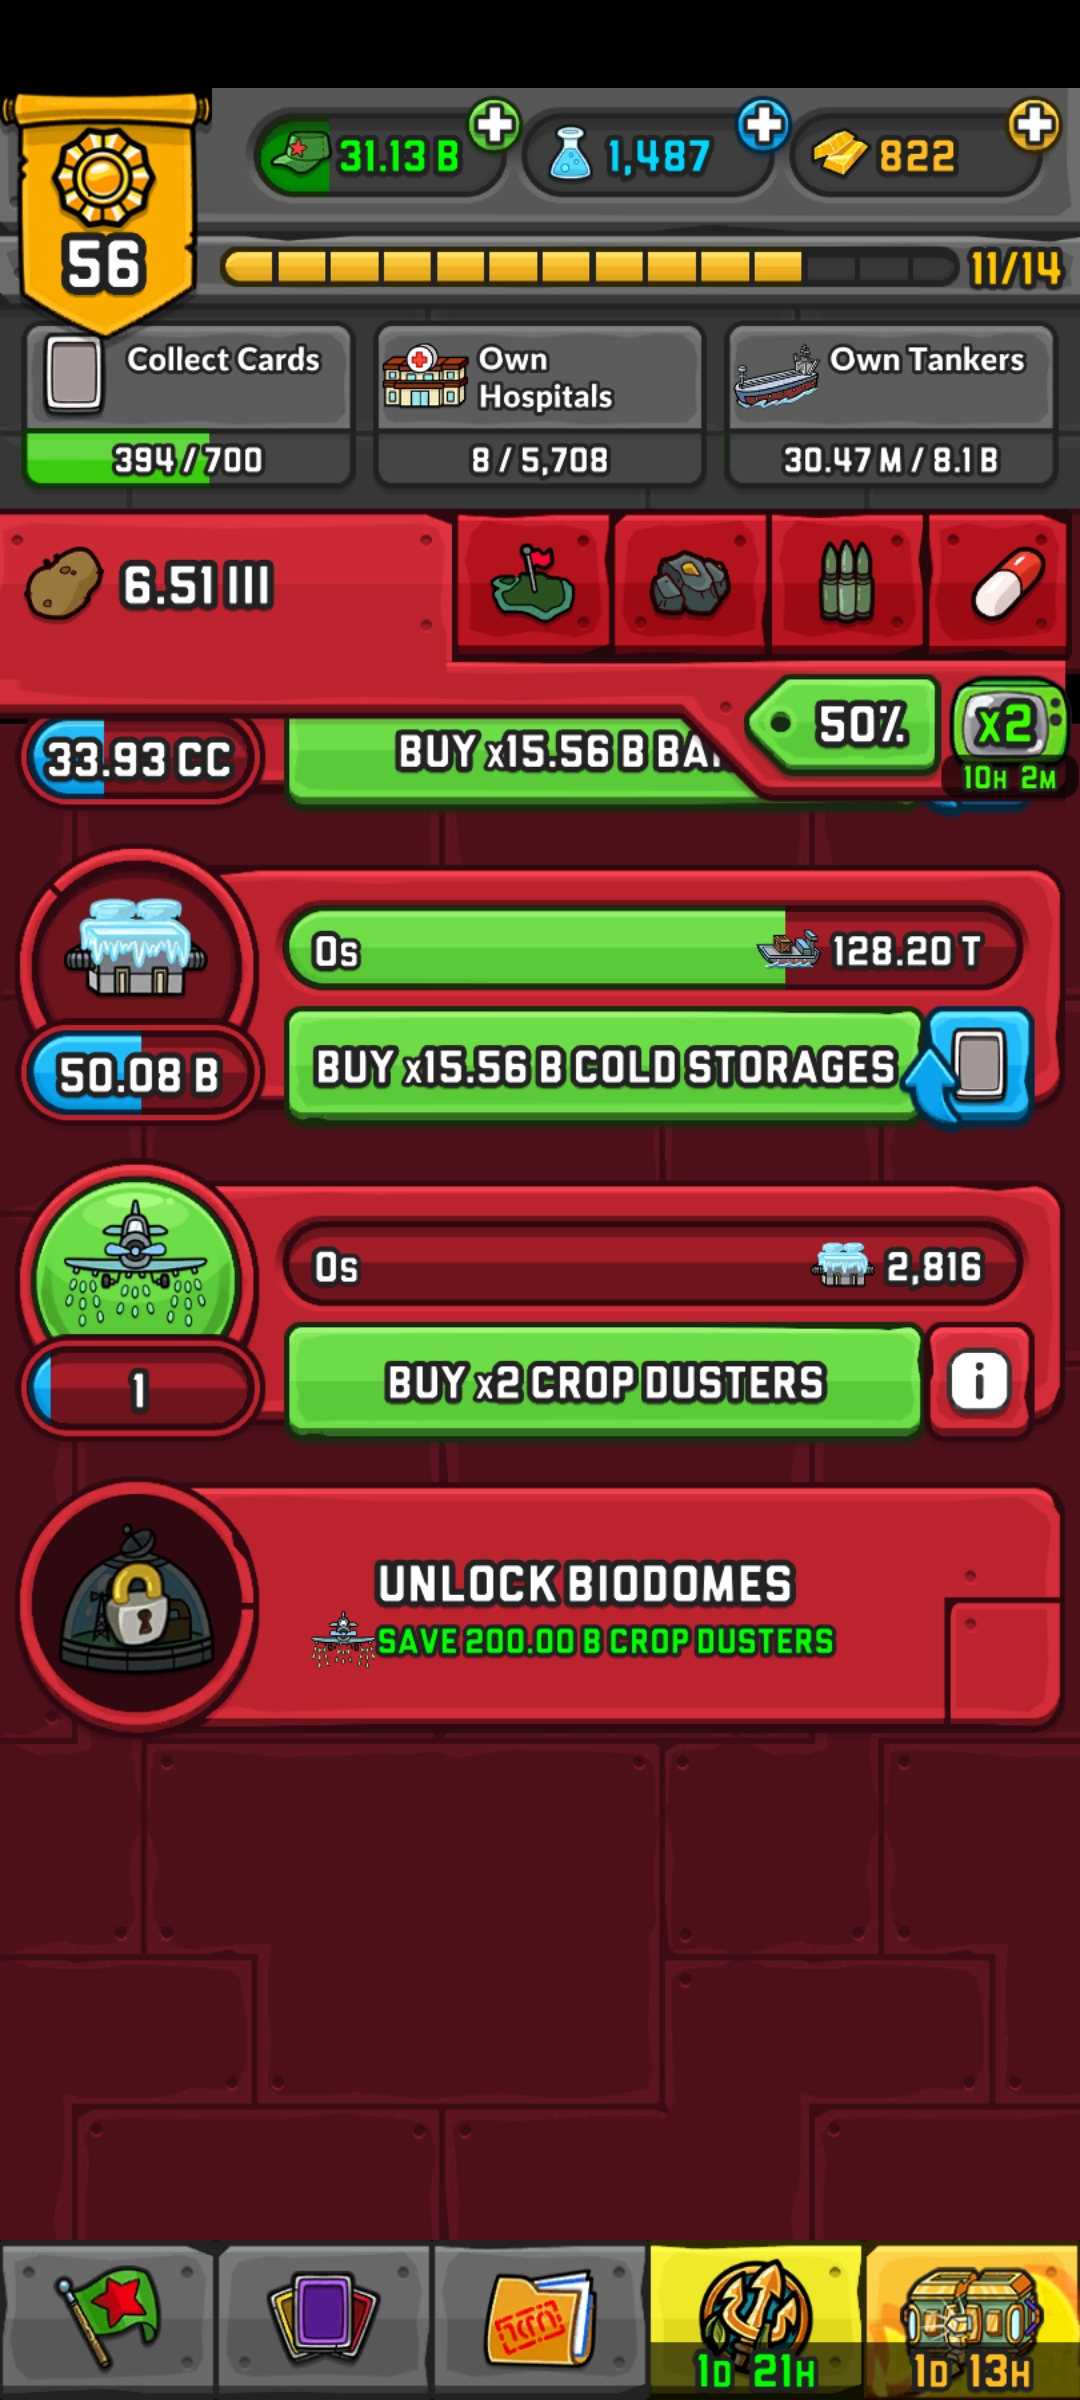 31.13 B
1,487
822
56
11/14
Collect Cards
Own
Hospitals
Own Tankers
394/700
8/5,708
30.47 M/8.1 B
6.51 III
50%
X2
10H 2M
33.93 CC
BUY x15.56 B
0s
128.20 T
50.08 B
BUY x15.56 B COLD STORAGES
0s
2,816
1
BUY x2 CROP DUSTERS
i
UNLOCK BIODOMES
SAVE 200.00 B CROP DUSTERS
1D 21H
1D 13H